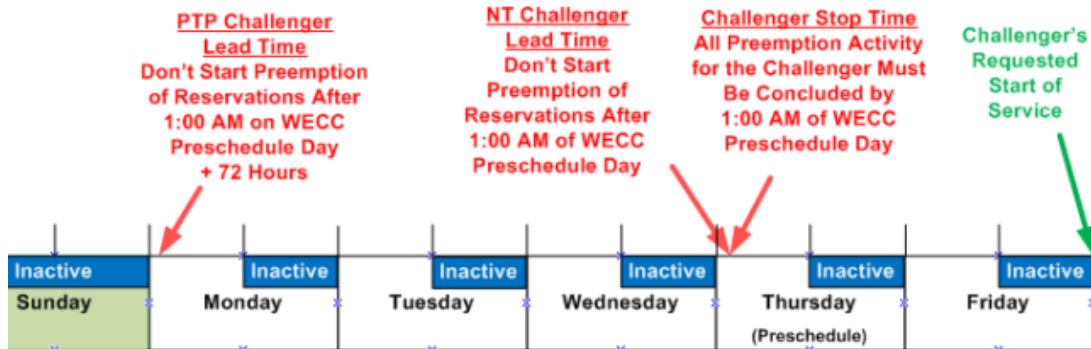 PTP Challenger
Lead Time
Don't Start Preemption
of Reservations After
1:00 AM on WECC
Preschedule Day
+ 72 Hours
NT Challenger
Lead Time
Don't Start
Preemption of
Reservations After
1:00 AM of WECC
Preschedule Day
Challenger Stop Time
All Preemption Activity
for the Challenger Must
Be Concluded by
1:00 AM of WECC
Preschedule Day
Challenger's
Requested
Start of
Service
Inactive
Inactive
Inactive
Inactive
Inactive
Inactive
Sunday
Monday
Tuesday
Wednesday
Thursday
Friday
(Preschedule)